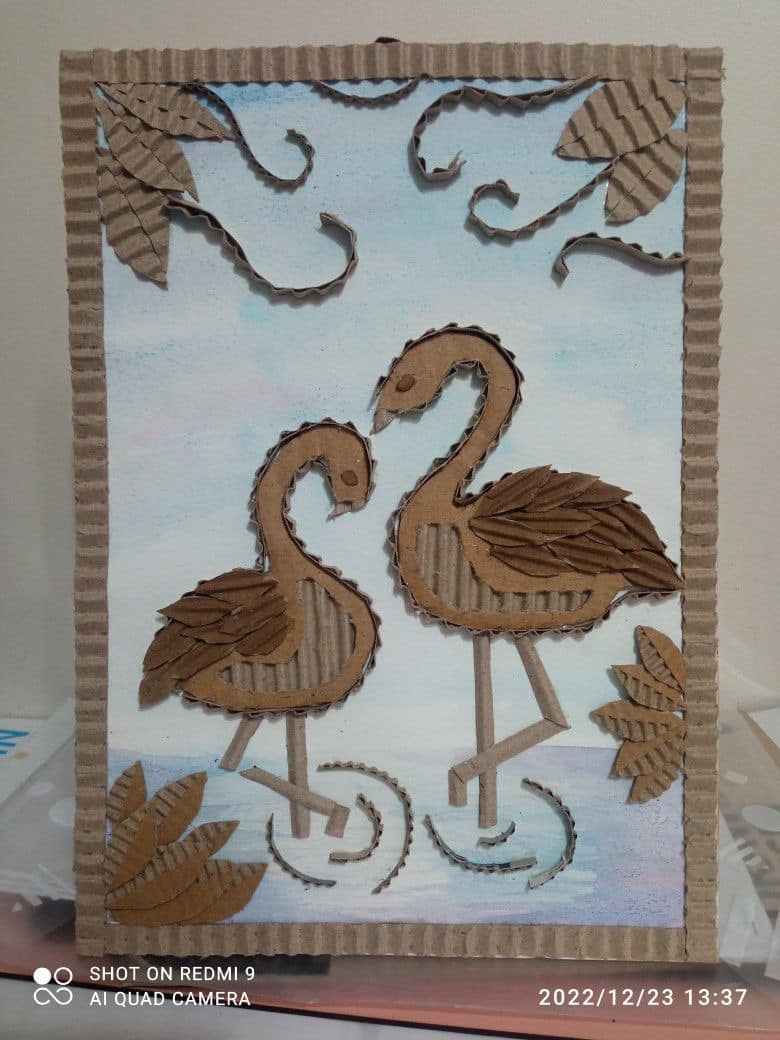 SHOT ON REDMI 9
AI QUAD CAMERA
2022/12/23 13:37